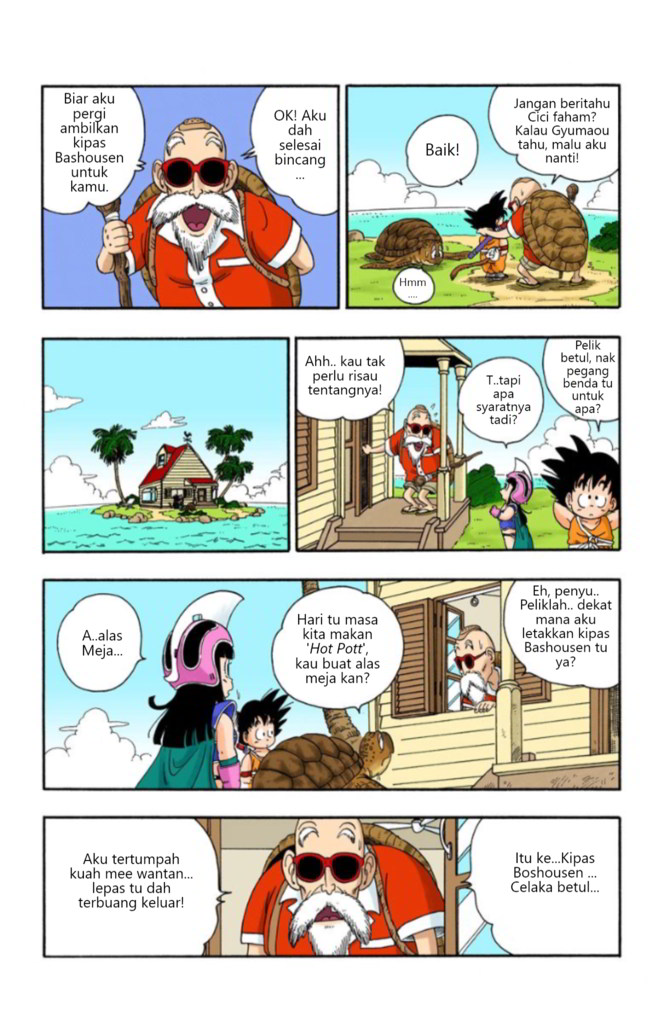 Jangan beritahu
Cici faham?
Kalau Gyumaou
tahu, malu aku
nanti!
Baik!
Hmm
....
OK! Aku
dah
selesai
bincang
...
Biar aku
pergi
ambilkan
kipas
Bashousen
untuk
kamu.
Pelik
betul, nak
pegang
benda tu
untuk
apa?
T..tapi
apa
syaratnya
tadi?
Ahh.. kau tak
perlu risau
tentangnya!
Eh, penyu..
Peliklah.. dekat
mana aku
letakkan kipas
Bashousen tu
ya?
Hari tu masa
kita makan
'Hot Pott',
kau buat alas
meja kan?
A..alas
Meja...
Itu ke...Kipas
Boshousen ...
Celaka betul...
Aku tertumpah
kuah mee wantan...
lepas tu dah
terbuang keluar!